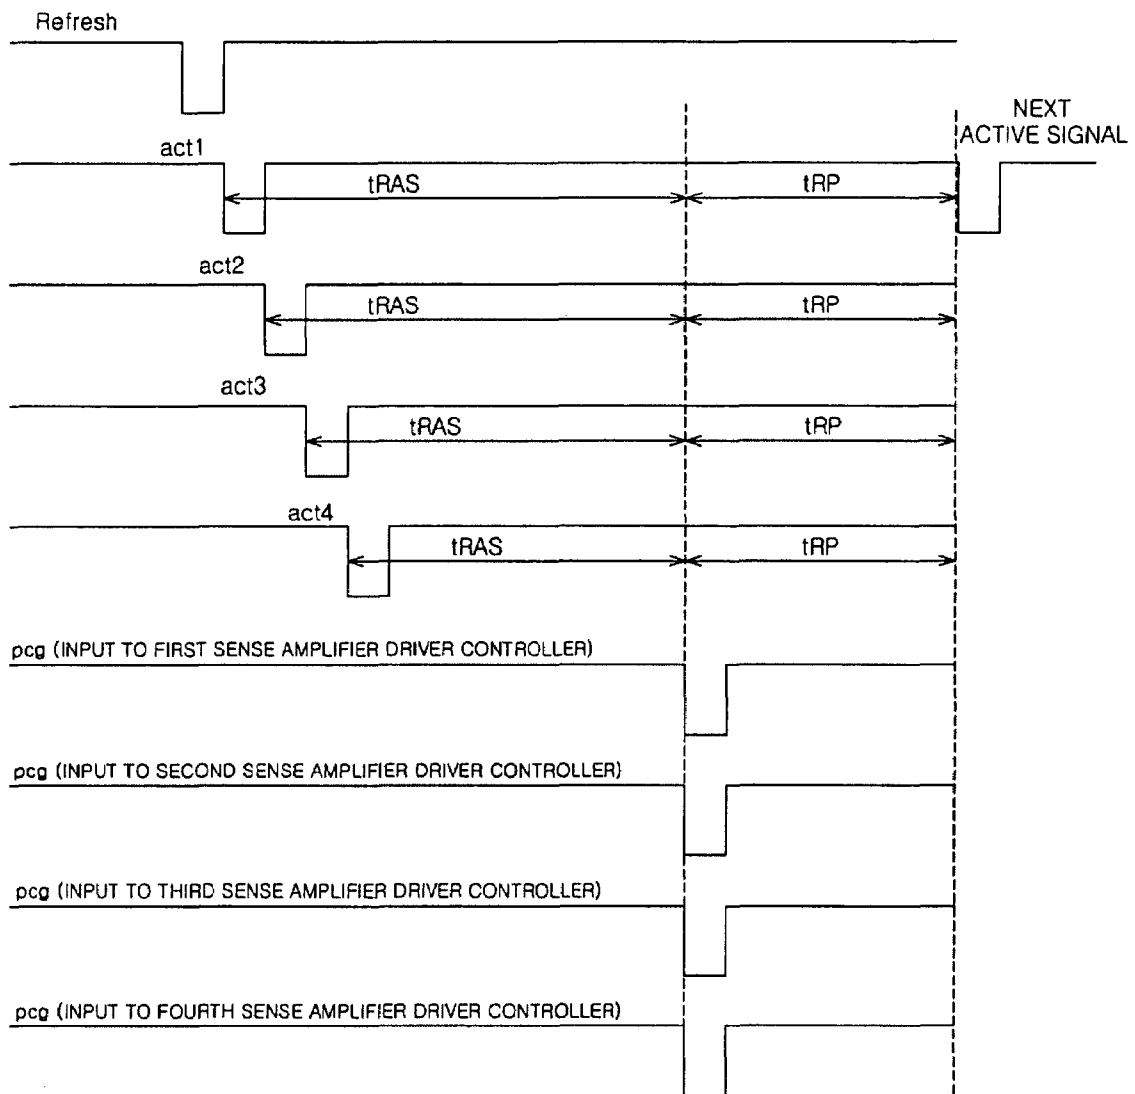 Refresh
NEXT
ACTIVE SIGNAL
act1
tRAS
tRP
act2
tRAS
tRP
act3
tRAS
tRP
act4
tRAS
tRP
pcg (INPUT TO FIRST SENSE AMPLIFIER DRIVER CONTROLLER)
pcg (INPUT TO SECOND SENSE AMPLIFIER DRIVER CONTROLLER)
pcg (INPUT TO THIRD SENSE AMPLIFIER DRIVER CONTROLLER)
pcg (INPUT TO FOURTH SENSE AMPLIFIER DRIVER CONTROLLER)